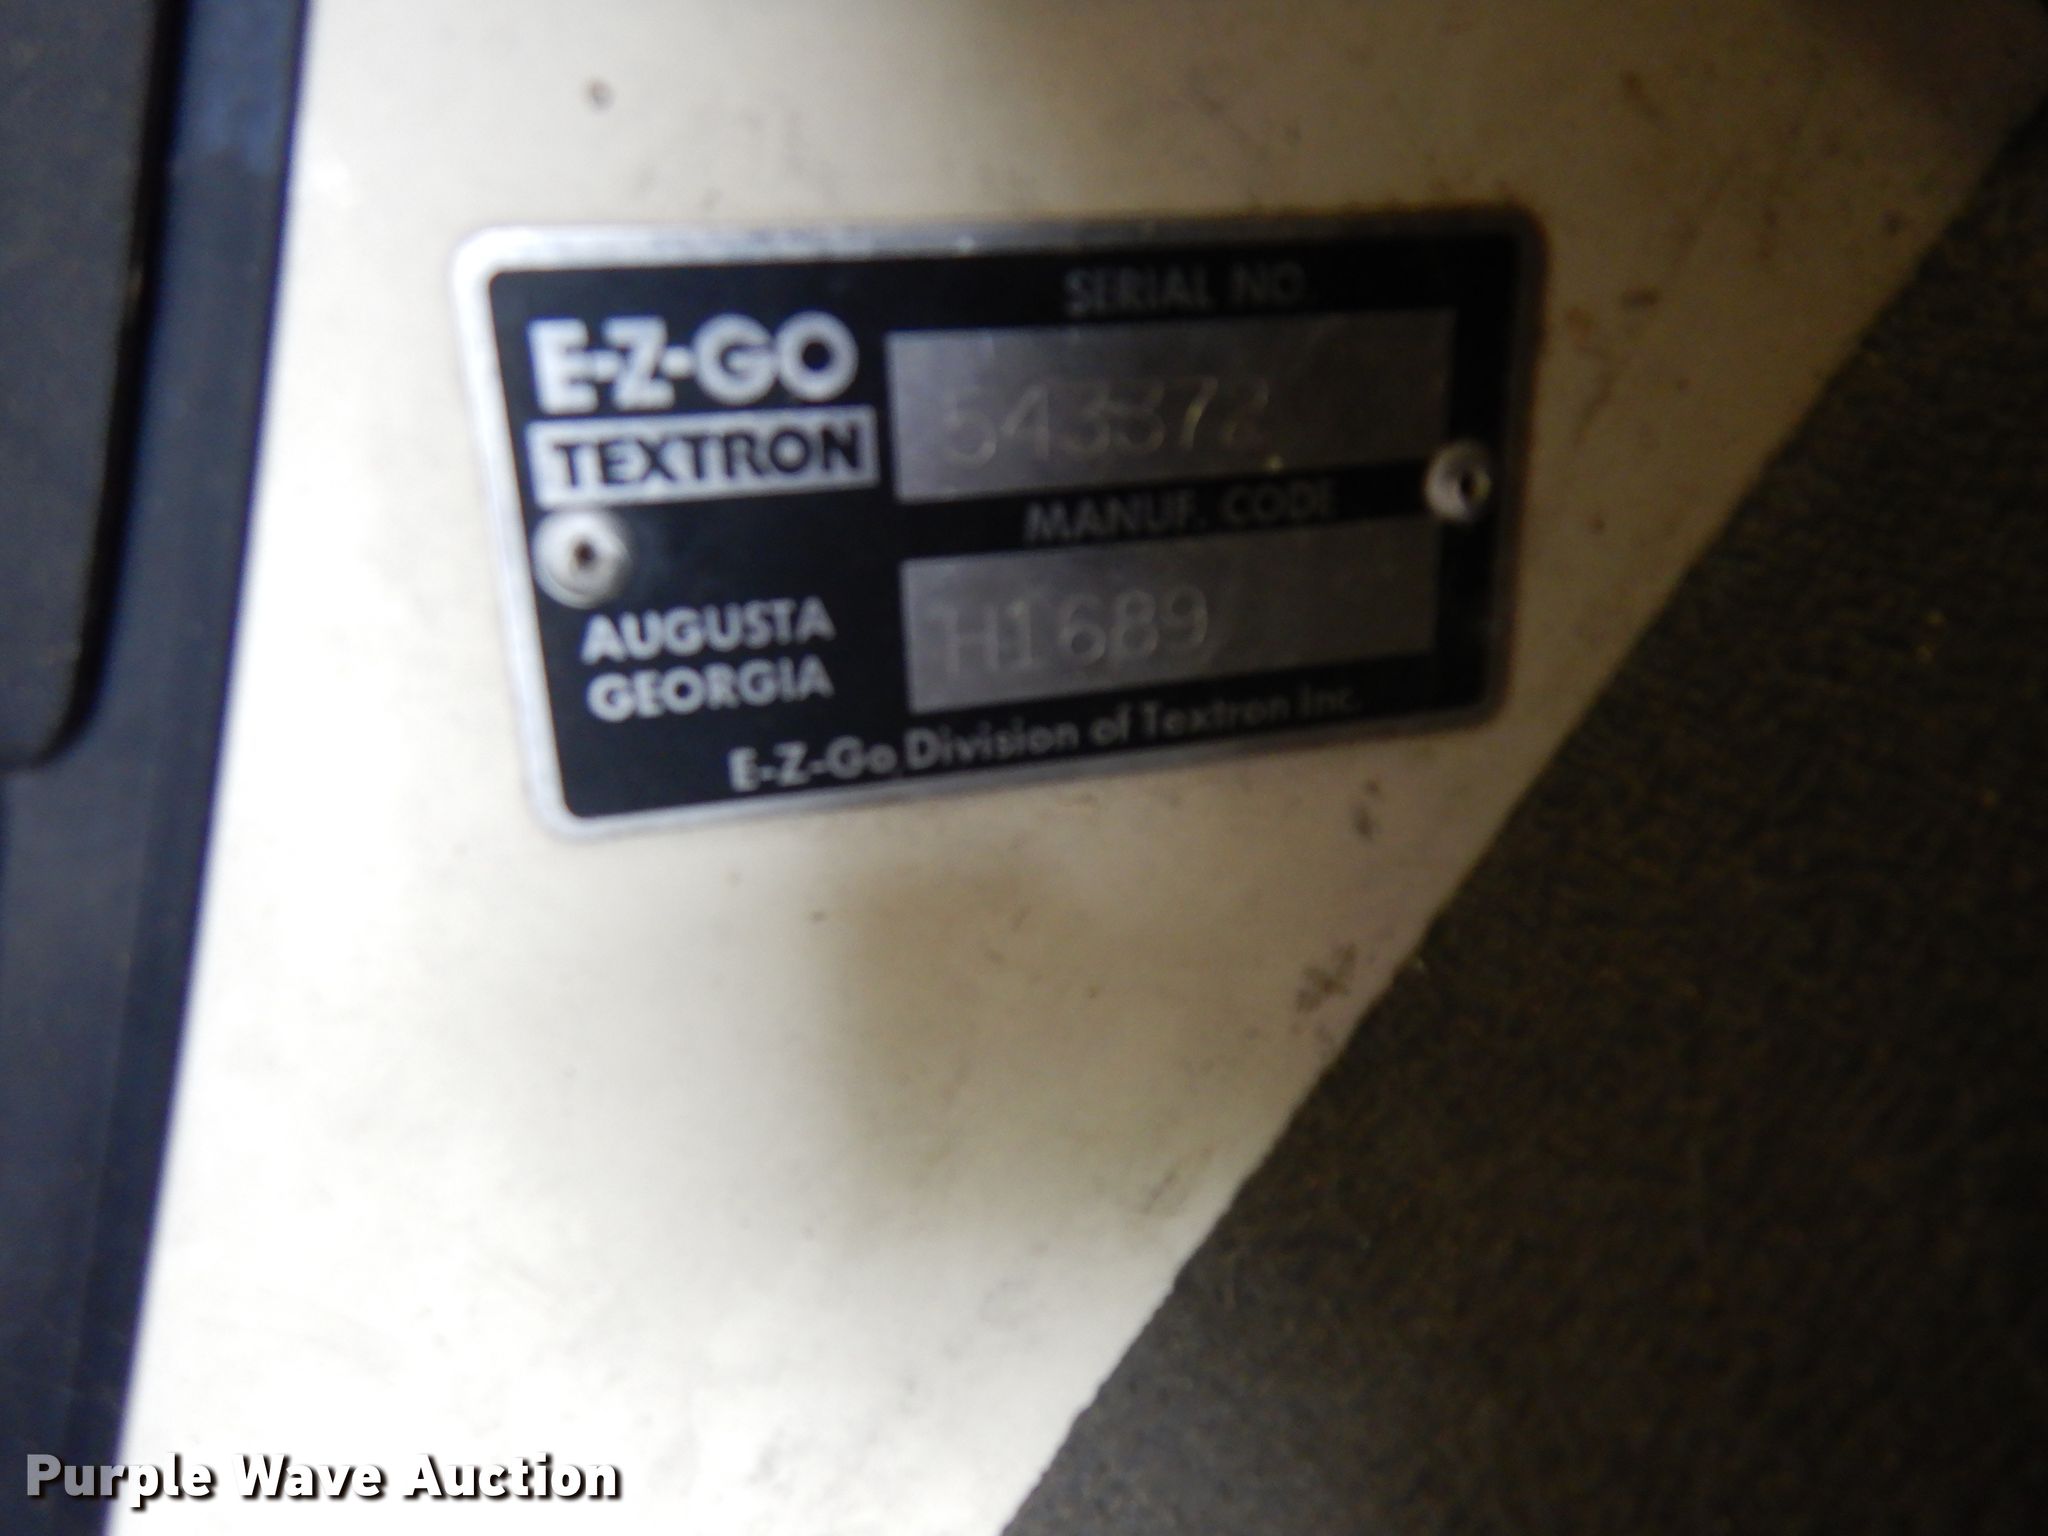 SERIAL NO.
E-Z-GO
TEXTRON
543372
MANUF. CODE
H1689
AUGUSTA
GEORGIA
E-Z-Go Division of Textron Inc.
Purple Wave Auction